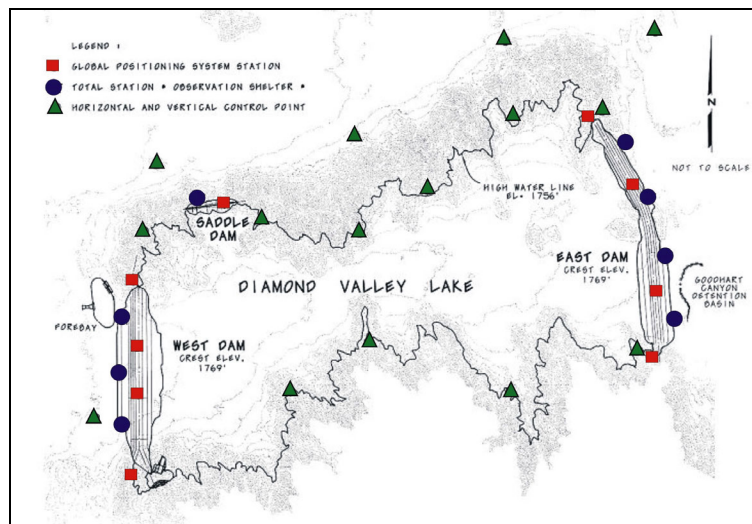 LEGEND :
GLOBAL POSITIONING SYSTEM STATION
TOTAL STATION * OBSERVATION SHELTER *
HORIZONTAL AND VERTICAL CONTROL POINT
N
NOT TO SCALE
HIGH WATER LINE
EL. 1756'
SADDLE
DAM
EAST DAM
CREST ELEV.
1769'
GOODHART
CANYON
DETENTION
BASIN
DIAMOND VALLEY LAKE
FOREBAY
WEST DAM
CREST ELEV.
1769'